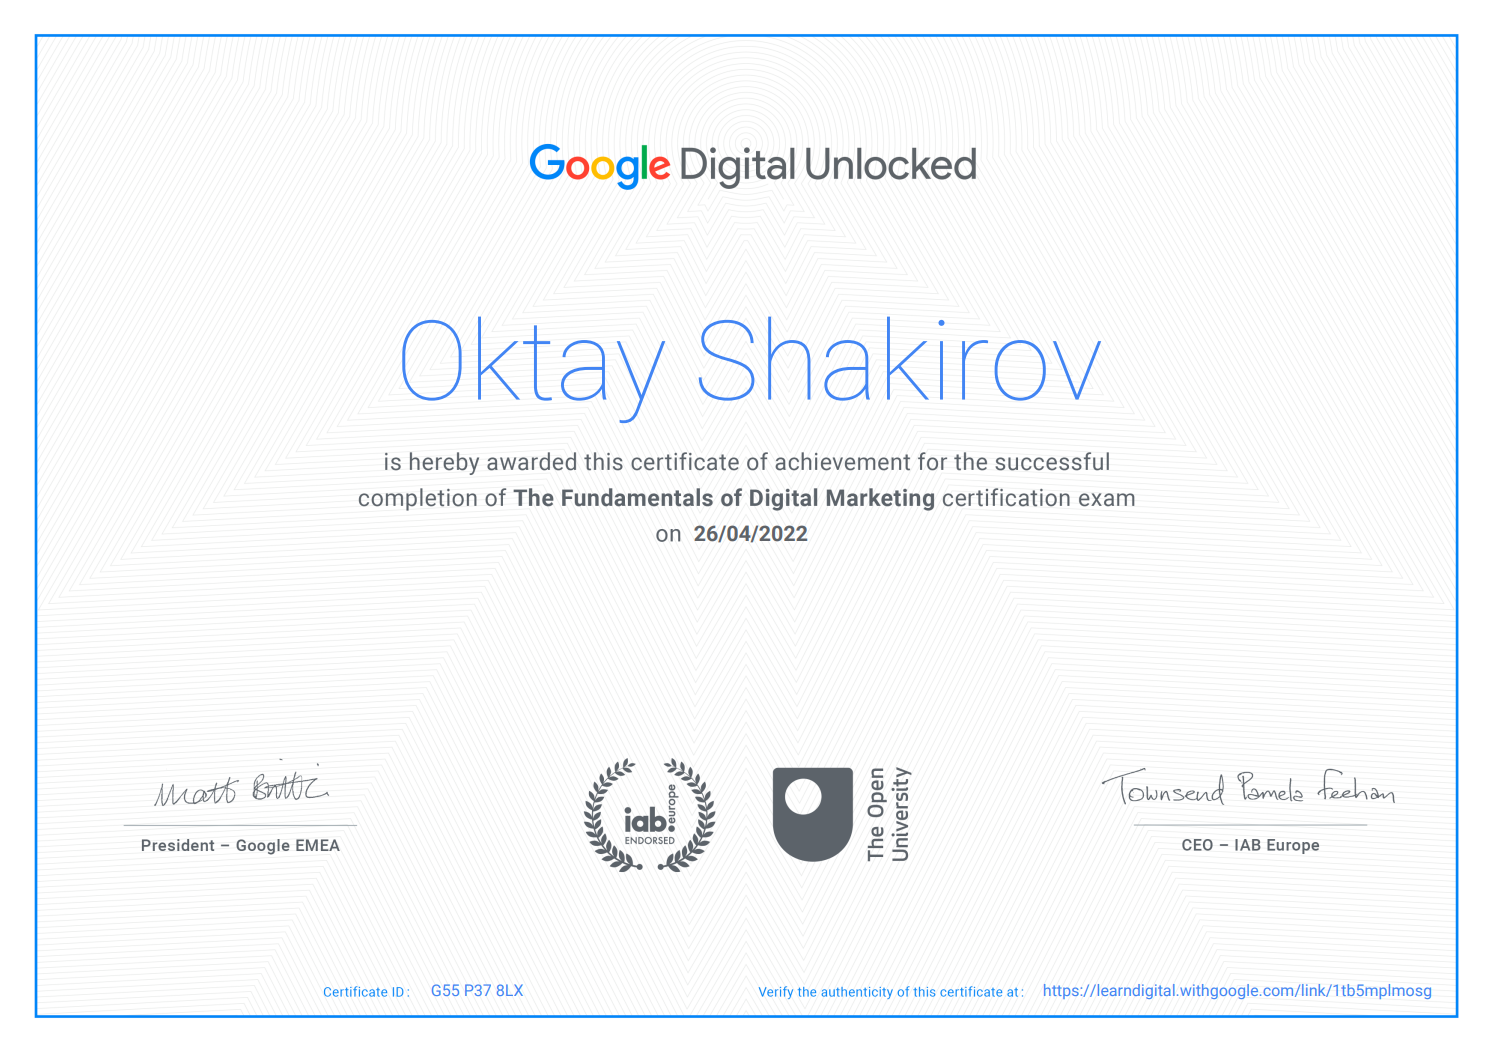 Google Digital Unlocked
Oktay Shakirov
is hereby awarded this certificate of achievement for the successful
completion of The Fundamentals of Digital Marketing certification exam
on 26/04/2022
Matt Brittin
President – Google EMEA
iab.europe
ENDORSED
The Open
University
Townsend Pamela Feehan
CEO – IAB Europe
Certificate ID : G55 P37 8LX
Verify the authenticity of this certificate at : https://learndigital.withgoogle.com/link/1tb5mplmosg